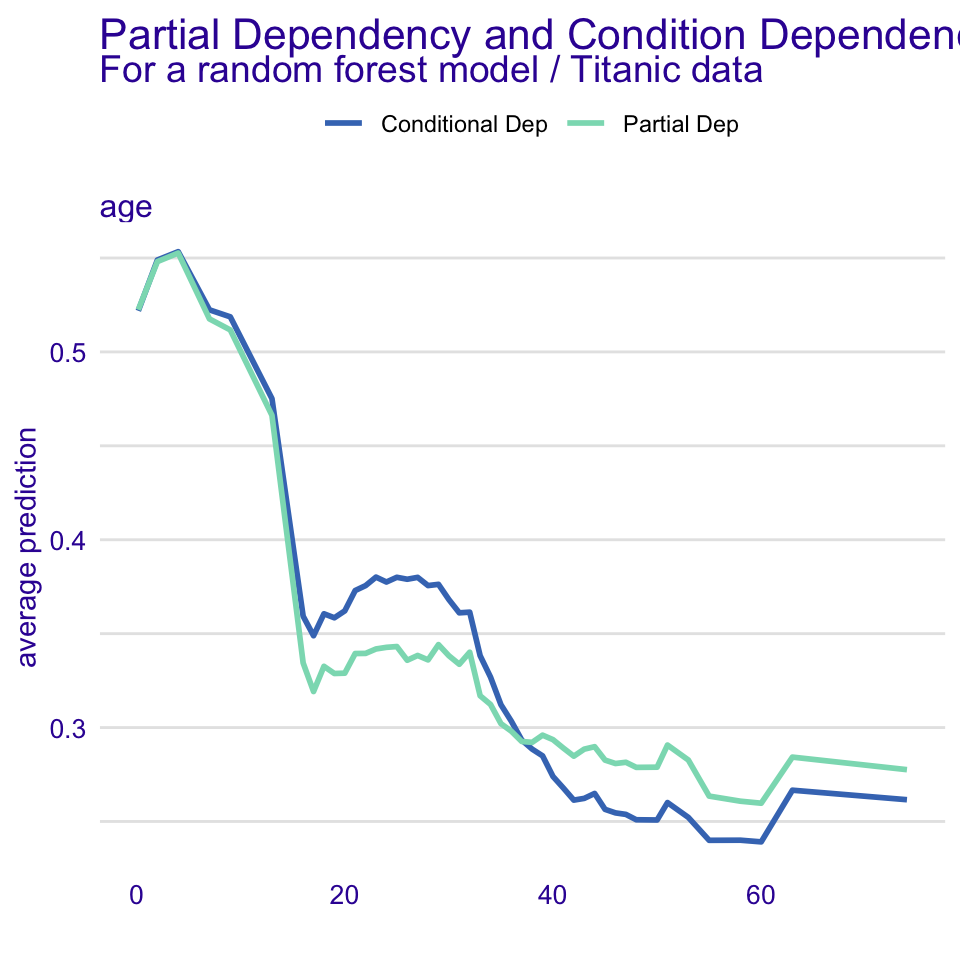 Partial Dependency and Condition Dependen
For a random forest model / Titanic data
Conditional Dep Partial Dep
age
average prediction
0.5
0.4
0.3
0 20 40 60